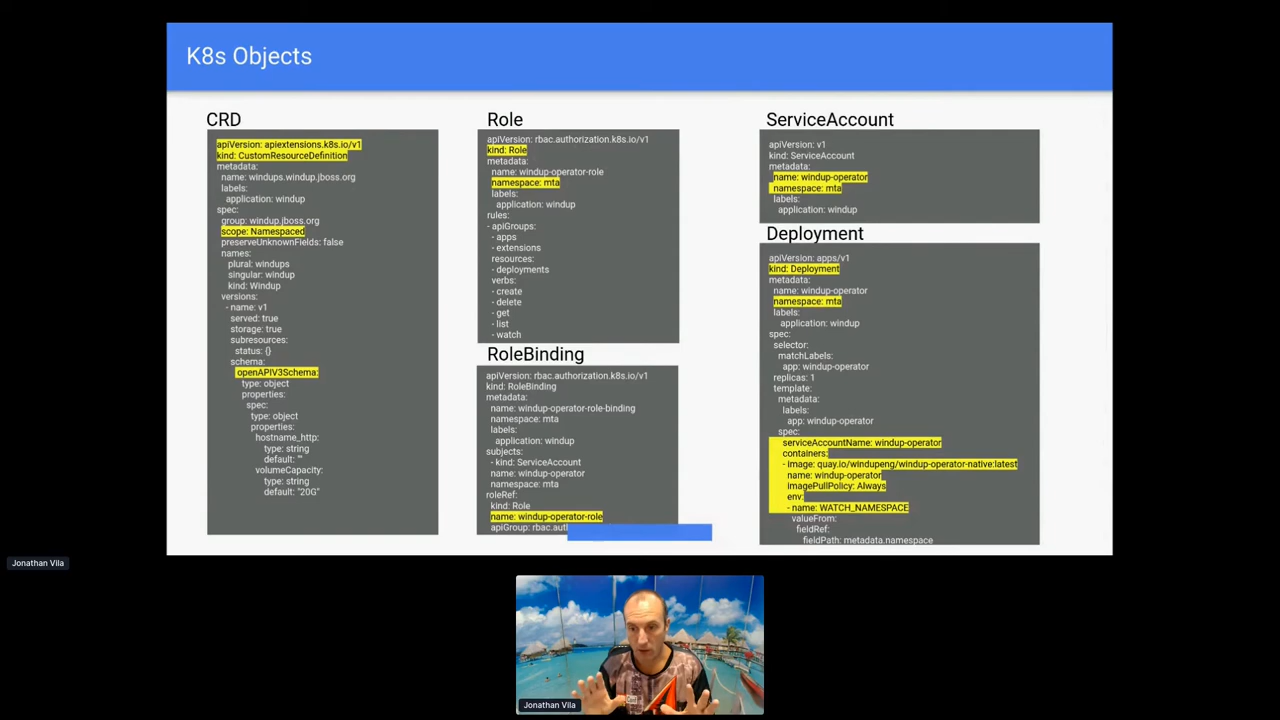 K8s Objects
CRD
apiVersion: apiextensions.k8s.io/v1
kind: CustomResourceDefinition
metadata:
name: windups.windup.jboss.org
labels:
application: windup
spec:
group: windup.jboss.org
scope: Namespaced
preserveUnknownFields: false
names:
plural: windups
singular: windup
kind: Windup
versions:
- name: v1
served: true
storage: true
subresources:
status: {}
schema:
openAPIV3Schema:
type: object
properties:
spec:
type: object
properties:
hostname_http:
type: string
default: ""
volumeCapacity:
type: string
default: "20G"
Role
apiVersion: rbac.authorization.k8s.io/v1
kind: Role
metadata:
name: windup-operator-role
namespace: mta
labels:
application: windup
rules:
- apiGroups:
- apps
- extensions
resources:
- deployments
verbs:
- create
- delete
- get
- list
- watch
RoleBinding
apiVersion: rbac.authorization.k8s.io/v1
kind: RoleBinding
metadata:
name: windup-operator-role-binding
namespace: mta
labels:
application: windup
subjects:
- kind: ServiceAccount
name: windup-operator
namespace: mta
roleRef:
kind: Role
name: windup-operator-role
apiGroup: rbac.aut
ServiceAccount
apiVersion: v1
kind: ServiceAccount
metadata:
name: windup-operator
namespace: mta
labels:
application: windup
Deployment
apiVersion: apps/v1
kind: Deployment
metadata:
name: windup-operator
namespace: mta
labels:
application: windup
spec:
selector:
matchLabels:
app: windup-operator
replicas: 1
template:
metadata:
labels:
app: windup-operator
spec:
serviceAccountName: windup-operator
containers:
- image: quay.io/windupeng/windup-operator-native:latest
name: windup-operator
imagePullPolicy: Always
env:
- name: WATCH_NAMESPACE
valueFrom:
fieldRef:
fieldPath: metadata.namespace
Jonathan Vila
Jonathan Vila